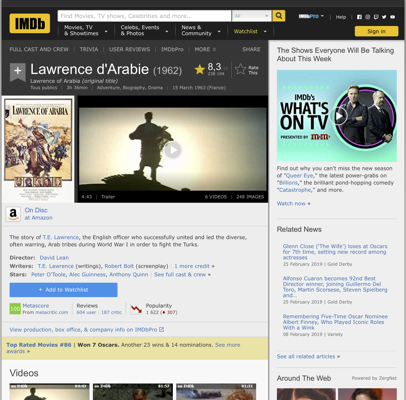 IMDb
Find Movies, TV shows, Celebrities and more...
All
IMDbPro
Help
Movies, TV & Showtimes
Celebs, Events & Photos
News & Community
Watchlist
Sign in
FULL CAST AND CREW | TRIVIA | USER REVIEWS | IMDbPro | MORE
SHARE
Lawrence d'Arabie (1962)
Lawrence of Arabia (original title)
Tous publics | 3h 36min | Adventure, Biography, Drama | 15 March 1963 (France)
8,3
Rate This
LAWRENCE OF ARABIA
4:43 | Trailer
6 VIDEOS | 248 IMAGES
On Disc
at Amazon
The story of T.E. Lawrence, the English officer who successfully united and led the diverse,
often warring, Arab tribes during World War I in order to fight the Turks.
Director: David Lean
Writers: T.E. Lawrence (writings), Robert Bolt (screenplay) | 1 more credit »
Stars: Peter O'Toole, Alec Guinness, Anthony Quinn | See full cast & crew »
+ Add to Watchlist
100
Metascore
From metacritic.com
Reviews
604 user | 187 critic
Popularity
1 622
View production, box office, & company info on IMDbPro
Top Rated Movies #86 | Won 7 Oscars. Another 23 wins & 14 nominations. See more
awards »
Videos
The Shows Everyone Will Be Talking
About This Week
IMDb's
WHAT'S
ON TV
PRESENTED BY M&M'S
Find out why you can't miss the new season
of "Queer Eye," the latest power-grabs on
"Billions," the brilliant pond-hopping comedy
"Catastrophe," and more.
Watch now »
Related News
Glenn Close ('The Wife') loses at Oscars
for 7th time, setting new record among
actresses
25 February 2019 | Gold Derby
Alfonso Cuaron becomes 92nd Best
Director winner, joining Guillermo Del
Toro, Martin Scorsese, Steven Spielberg
and...
25 February 2019 | Gold Derby
Remembering Five-Time Oscar Nominee
Albert Finney, Who Played Iconic Roles
With a Wink
08 February 2019 | Variety
See all related articles »
Around The Web
Powered by ZergNet